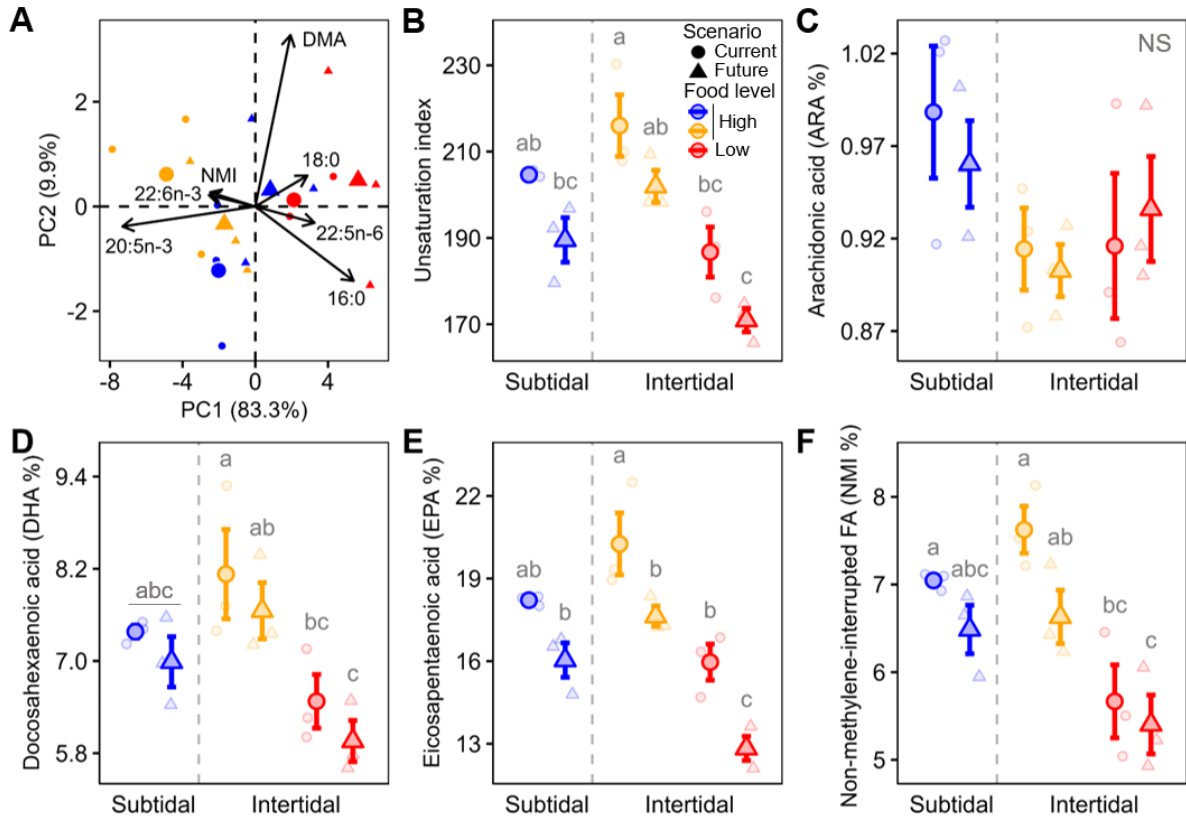 A
PC2 (9.9%)
2
0
-2
-8
-4
0
4
PC1 (83.3%)
DMA
18:0
NMI
22:6n-3
20:5n-3
22:5n-6
16:0
B
Unsaturation index
230
210
190
170
ab
bc
a
ab
bc
c
Subtidal
Intertidal
Scenario
Current
Future
Food level
High
Low
C
Arachidonic acid (ARA %)
1.02
0.97
0.92
0.87
NS
Subtidal
Intertidal
D
Docosahexaenoic acid (DHA %)
9.4
8.2
7.0
5.8
abc
a
ab
bc
c
Subtidal
Intertidal
E
Eicosapentaenoic acid (EPA %)
22
19
16
13
ab
b
a
b
b
c
Subtidal
Intertidal
F
Non-methylene-interrupted FA (NMI %)
8
7
6
5
a
abc
a
ab
bc
c
Subtidal
Intertidal